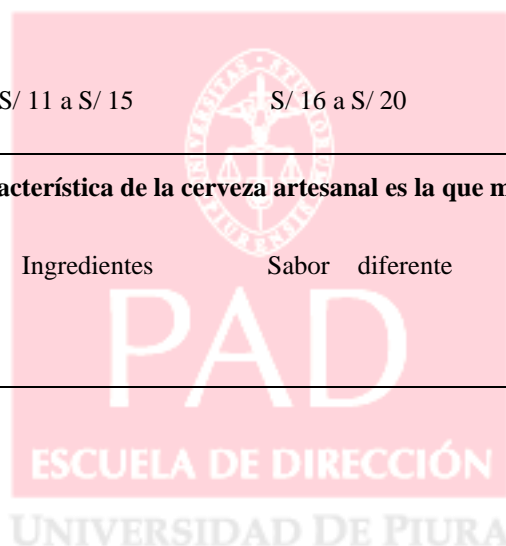 S/ 11 a S/ 15 S/ 16 a S/ 20
acterística de la cerveza artesanal es la que m
Ingredientes Sabor diferente
PAD
ESCUELA DE DIRECCIÓN
UNIVERSIDAD DE PIURA